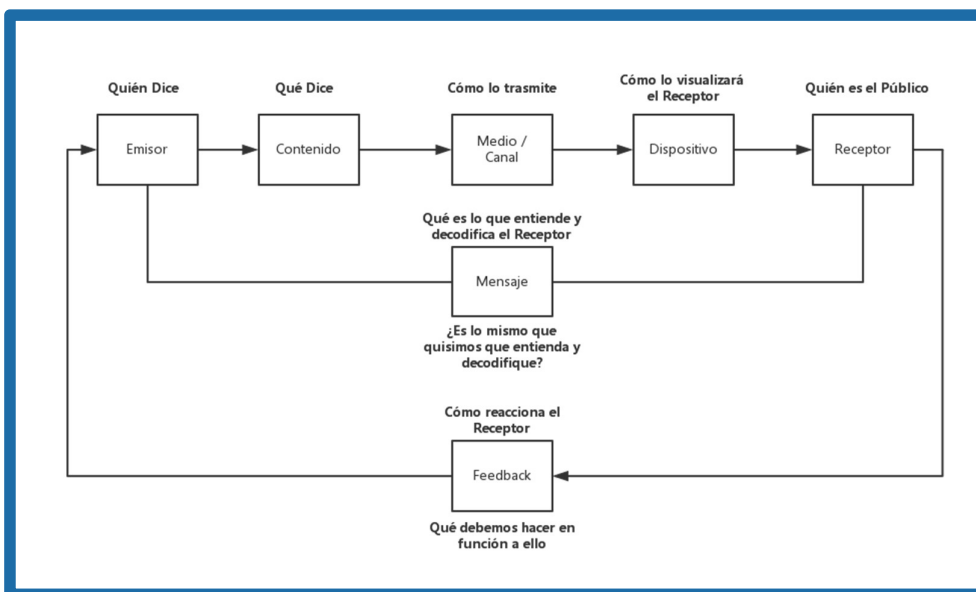 Quién Dice
Qué Dice
Cómo lo trasmite
Cómo lo visualizará
el Receptor
Quién es el Público
Emisor
Contenido
Medio /
Canal
Dispositivo
Receptor
Qué es lo que entiende y
decodifica el Receptor
Mensaje
¿Es lo mismo que
quisimos que entienda y
decodifique?
Cómo reacciona el
Receptor
Feedback
Qué debemos hacer en
función a ello